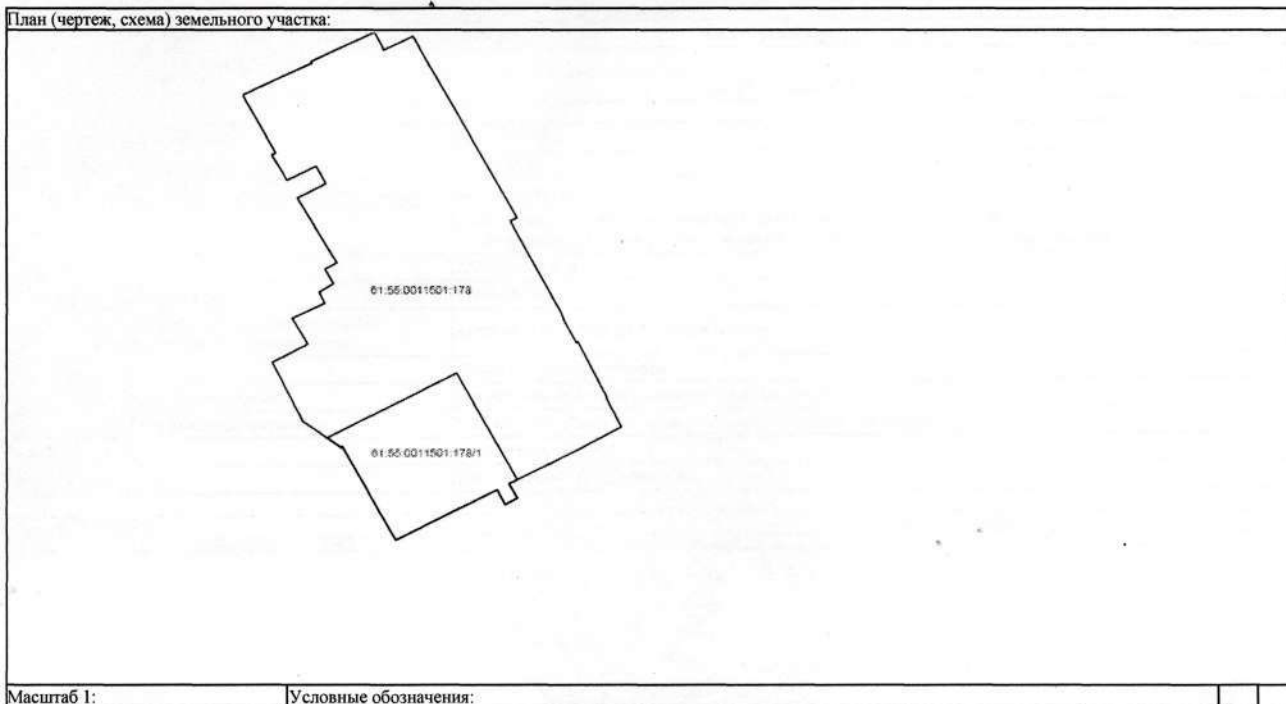 План (чертеж, схема) земельного участка:
61:55:0011501:178
61:55:0011501:178/1
Масштаб 1:
Условные обозначения: